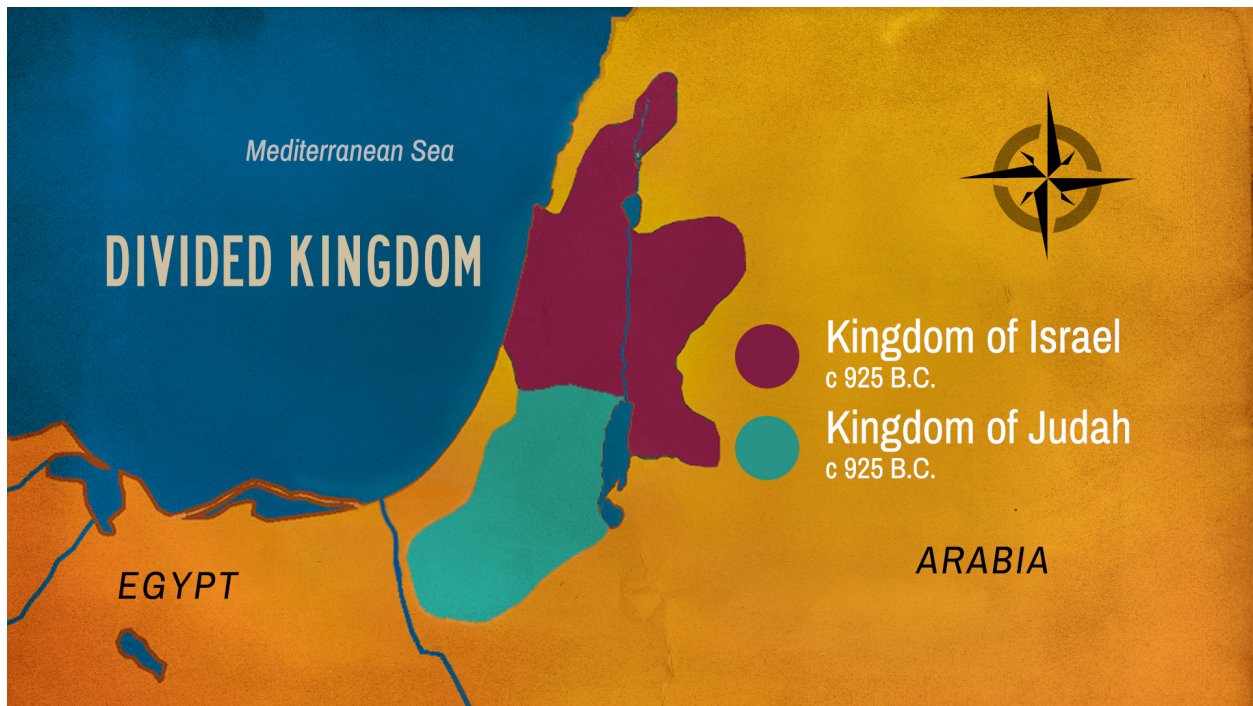 Mediterranean Sea
DIVIDED KINGDOM
Kingdom of Israel
c 925 B.C.
Kingdom of Judah
c 925 B.C.
ARABIA
EGYPT